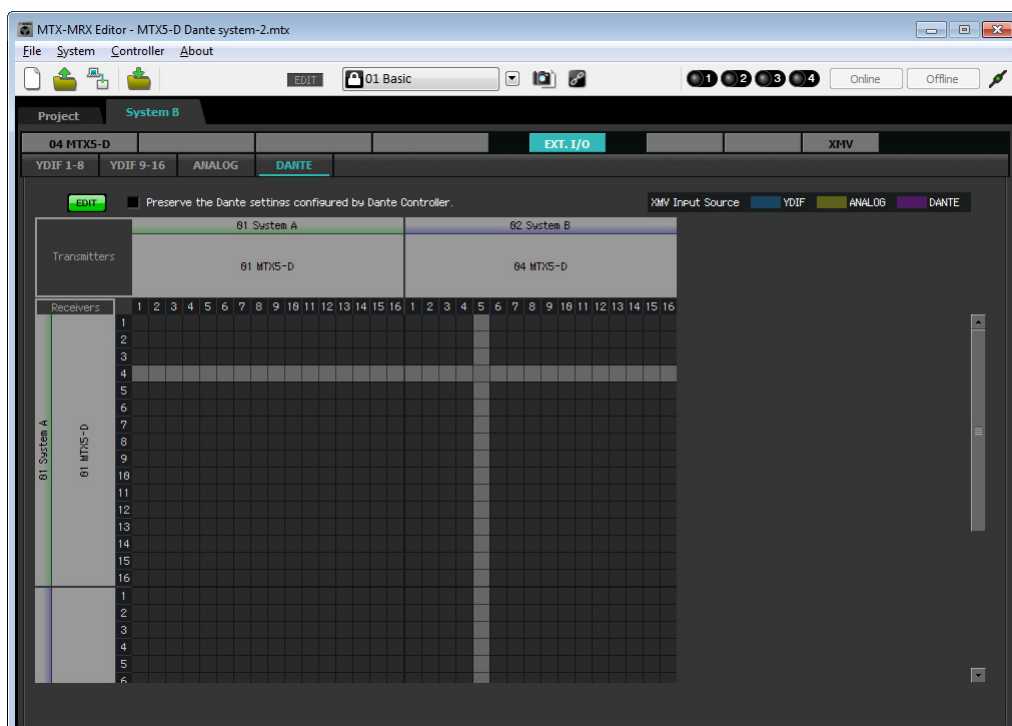 MTX-MRX Editor - MTX5-D Dante system-2.mtx
File System Controller About
EDIT 01 Basic 1 2 3 4 Online Offline
Project System B
04 MTX5-D EXT. I/O XMV
YDIF 1-8 YDIF 9-16 ANALOG DANTE
EDIT Preserve the Dante settings configured by Dante Controller. XMV Input Source YDIF ANALOG DANTE
01 System A 02 System B
Transmitters 01 MTX5-D 04 MTX5-D
Receivers 1 2 3 4 5 6 7 8 9 10 11 12 13 14 15 16 1 2 3 4 5 6 7 8 9 10 11 12 13 14 15 16
01 System A
01 MTX5-D
1
2
3
4
5
6
7
8
9
10
11
12
13
14
15
16
1
2
3
4
5
6